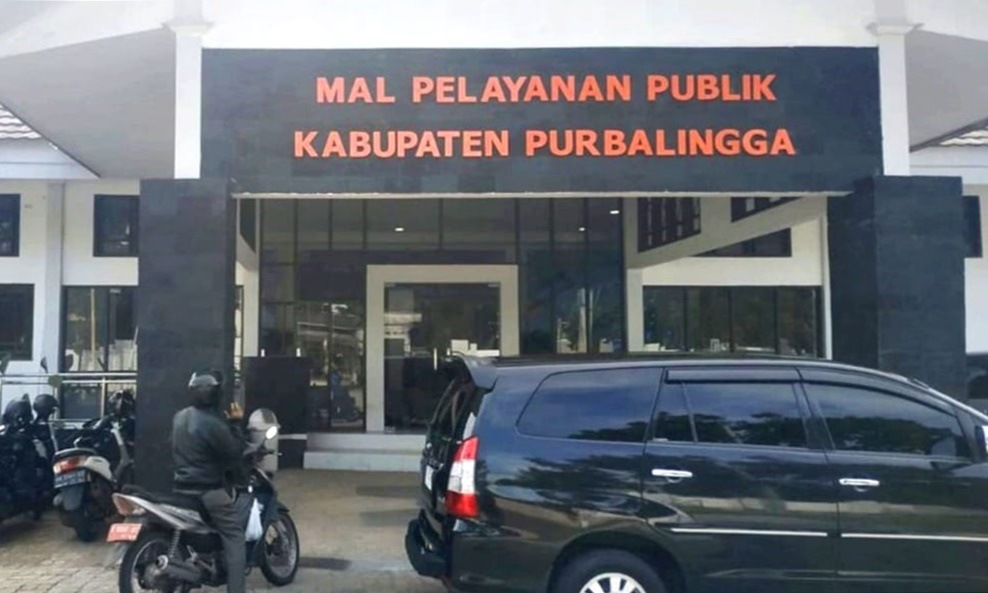 MAL PELAYANAN PUBLIK
KABUPATEN PURBALINGGA